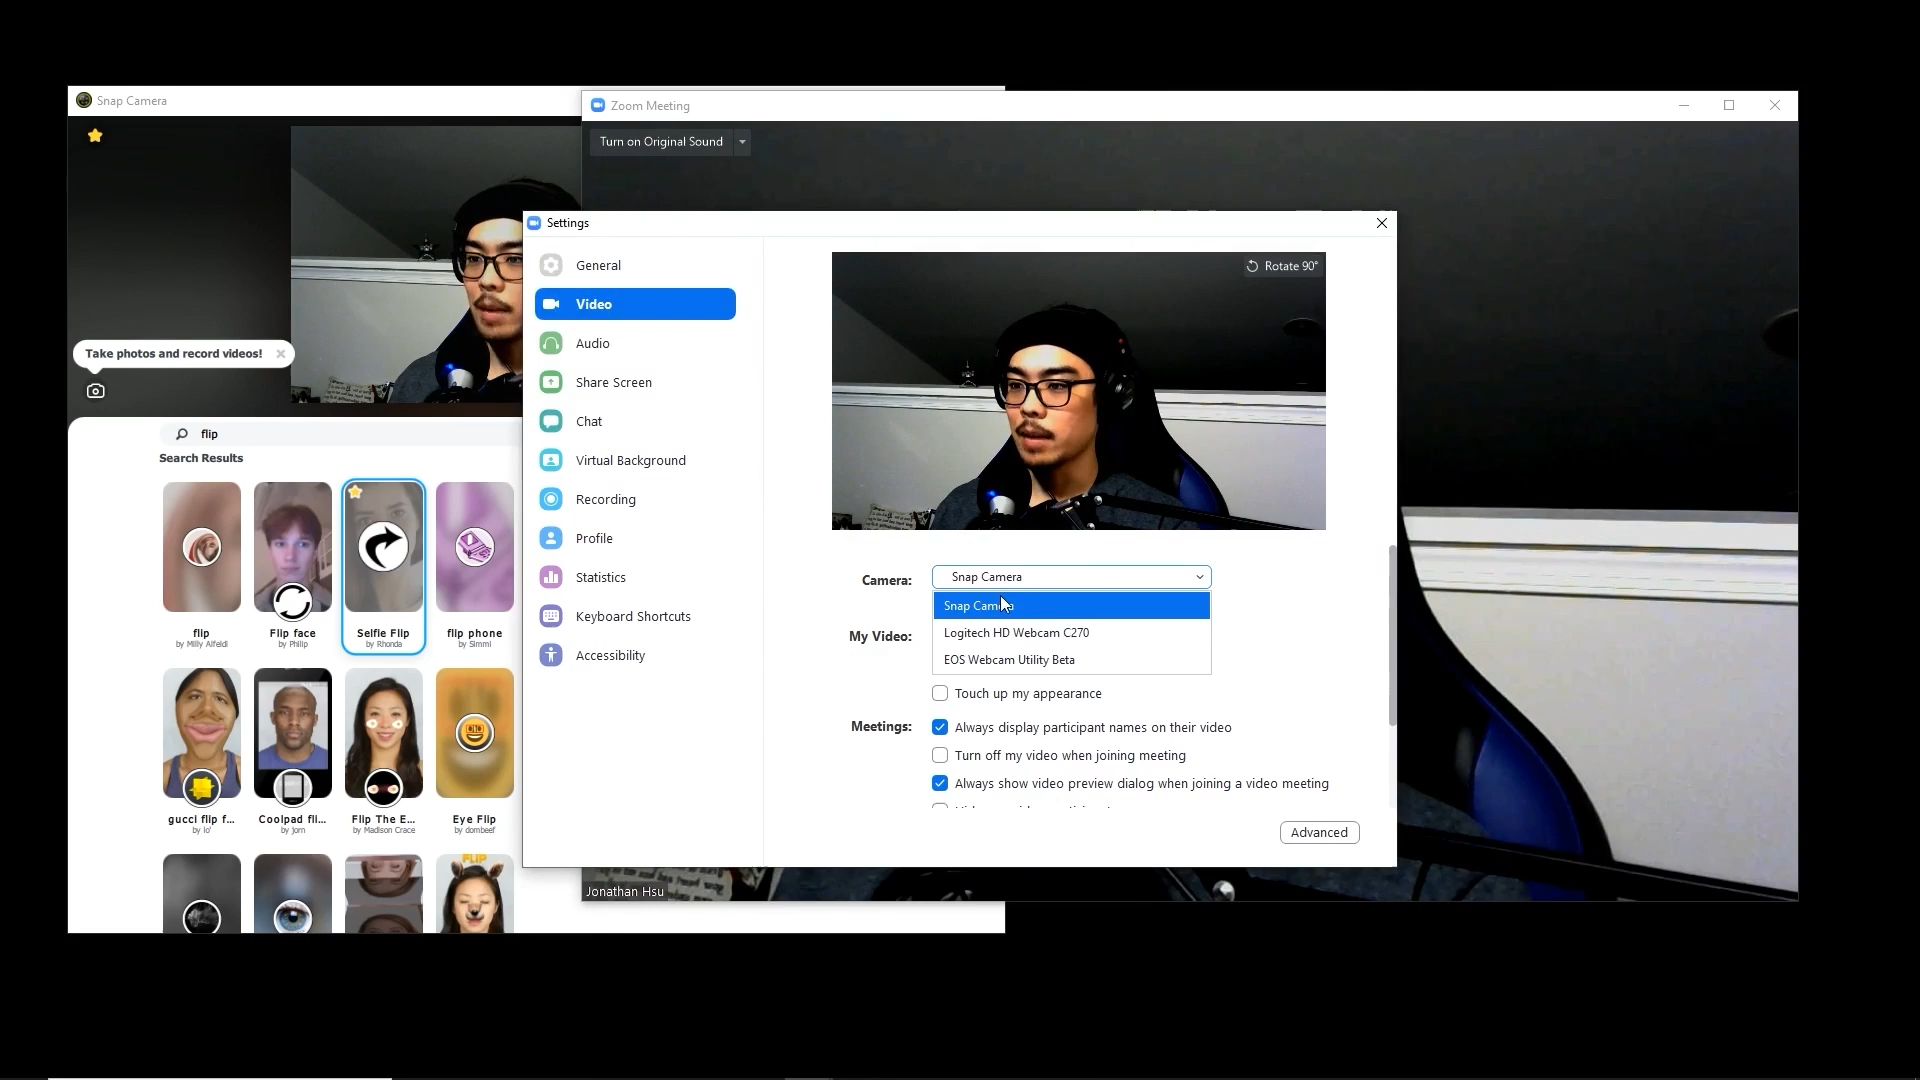 Snap Camera
Take photos and record videos!
flip
Search Results
flip
by Milly Alfeldi
Flip face
by Philip
Selfie Flip
by Rhonda
flip phone
by Simmi
gucci flip f...
by lo'
Coolpad fli...
by jorn
Flip The E...
by Madison Crace
Eye Flip
by dombeef
FLIP
Zoom Meeting
Turn on Original Sound
Settings
General
Video
Audio
Share Screen
Chat
Virtual Background
Recording
Profile
Statistics
Keyboard Shortcuts
Accessibility
Rotate 90°
Camera:
Snap Camera
Snap Camera
Logitech HD Webcam C270
EOS Webcam Utility Beta
My Video:
Touch up my appearance
Meetings:
Always display participant names on their video
Turn off my video when joining meeting
Always show video preview dialog when joining a video meeting
Advanced
Jonathan Hsu